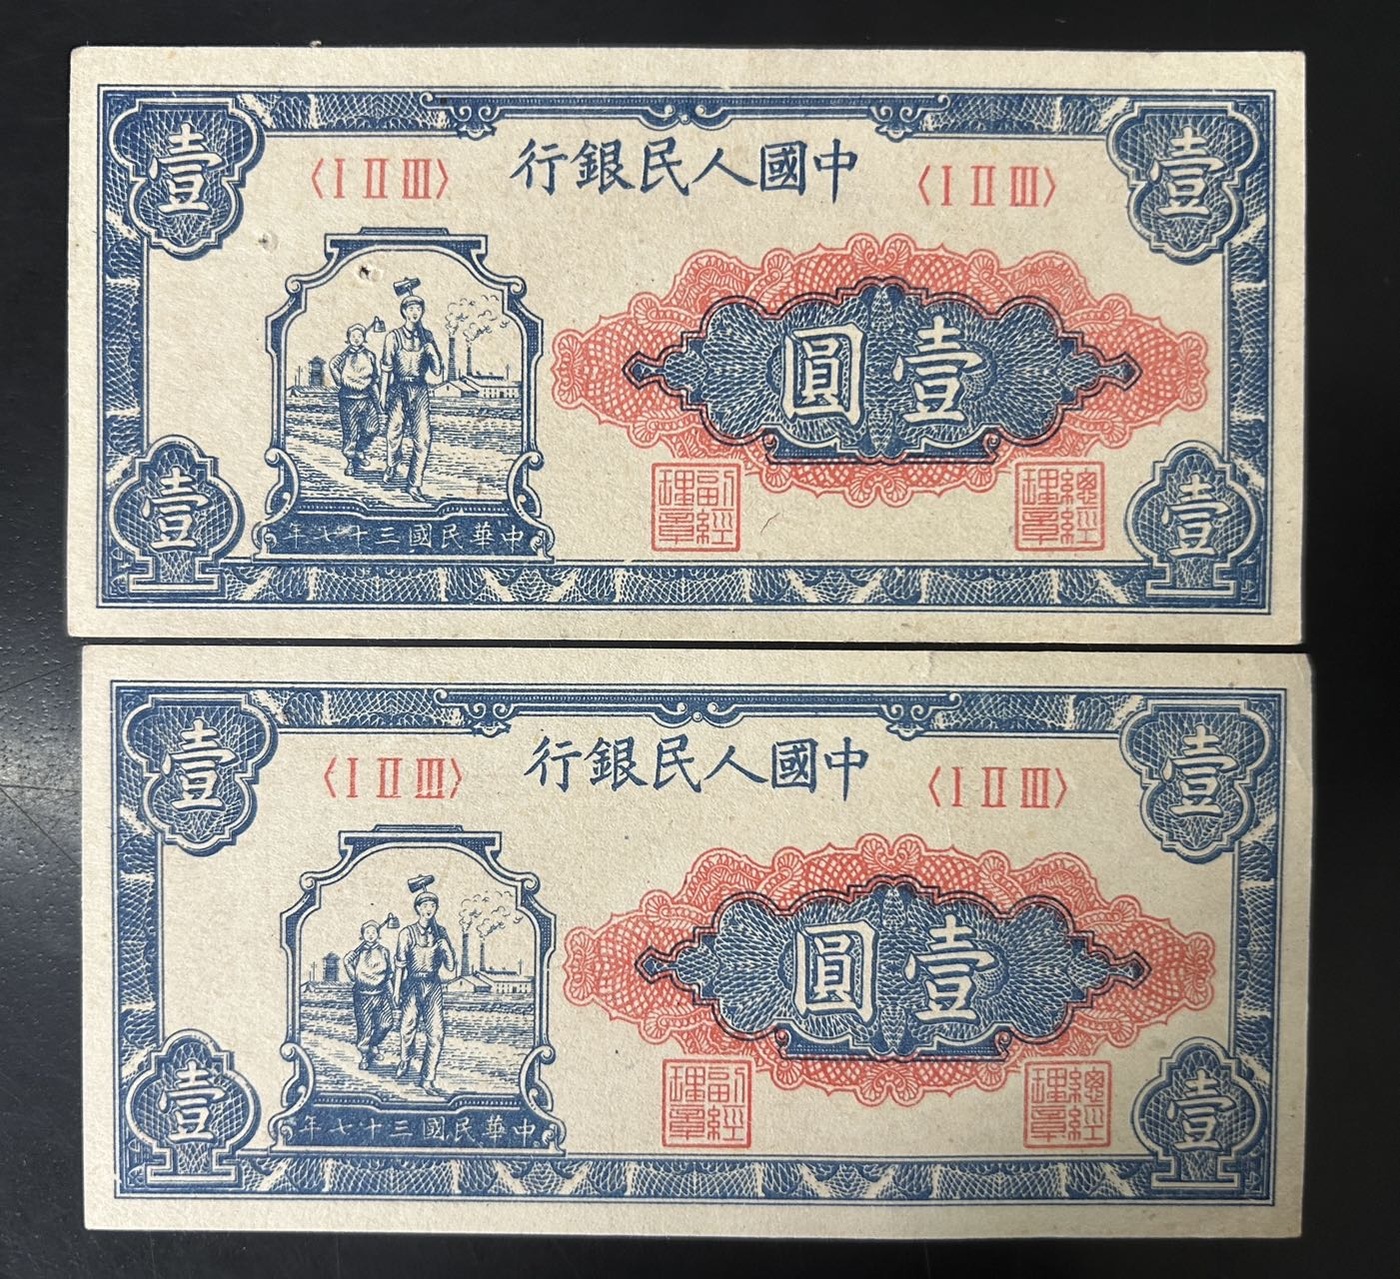 壹
壹
中國人民銀行
〈I II III〉
〈I II III〉
壹圓
總經理章
副經理章
中華民國三十七年
壹
壹
壹
壹
中國人民銀行
〈I II III〉
〈I II III〉
壹圓
總經理章
副經理章
中華民國三十七年
壹
壹